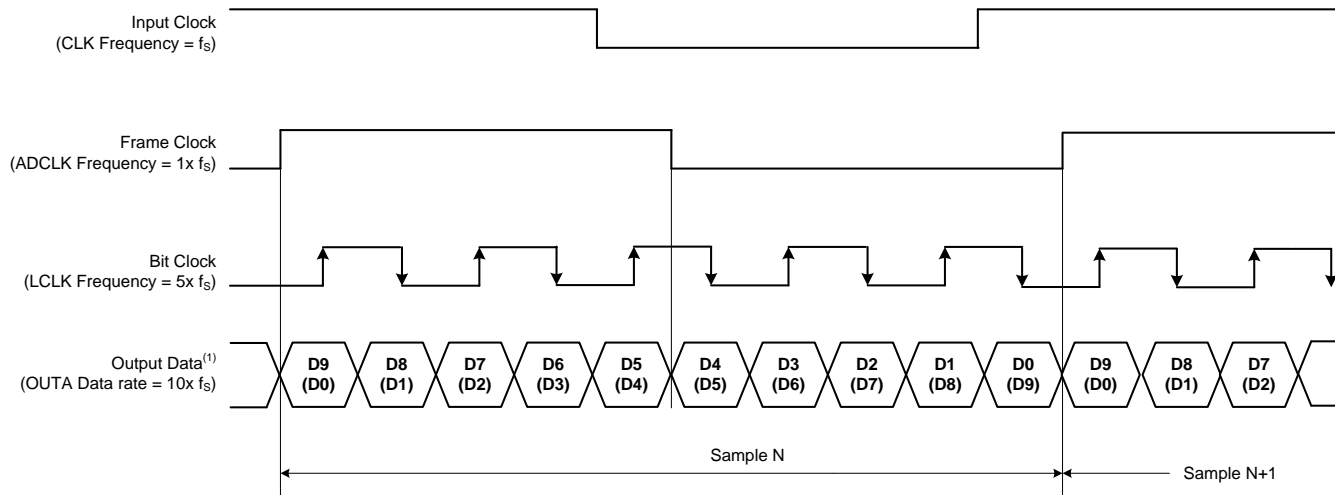 Input Clock
(CLK Frequency = fS)
Frame Clock
(ADCLK Frequency = 1x fS)
Bit Clock
(LCLK Frequency = 5x fS)
Output Data(1)
(OUTA Data rate = 10x fS)
D9 D8 D7 D6 D5 D4 D3 D2 D1 D0 D9 D8 D7
(D0) (D1) (D2) (D3) (D4) (D5) (D6) (D7) (D8) (D9) (D0) (D1) (D2)
Sample N
Sample N+1